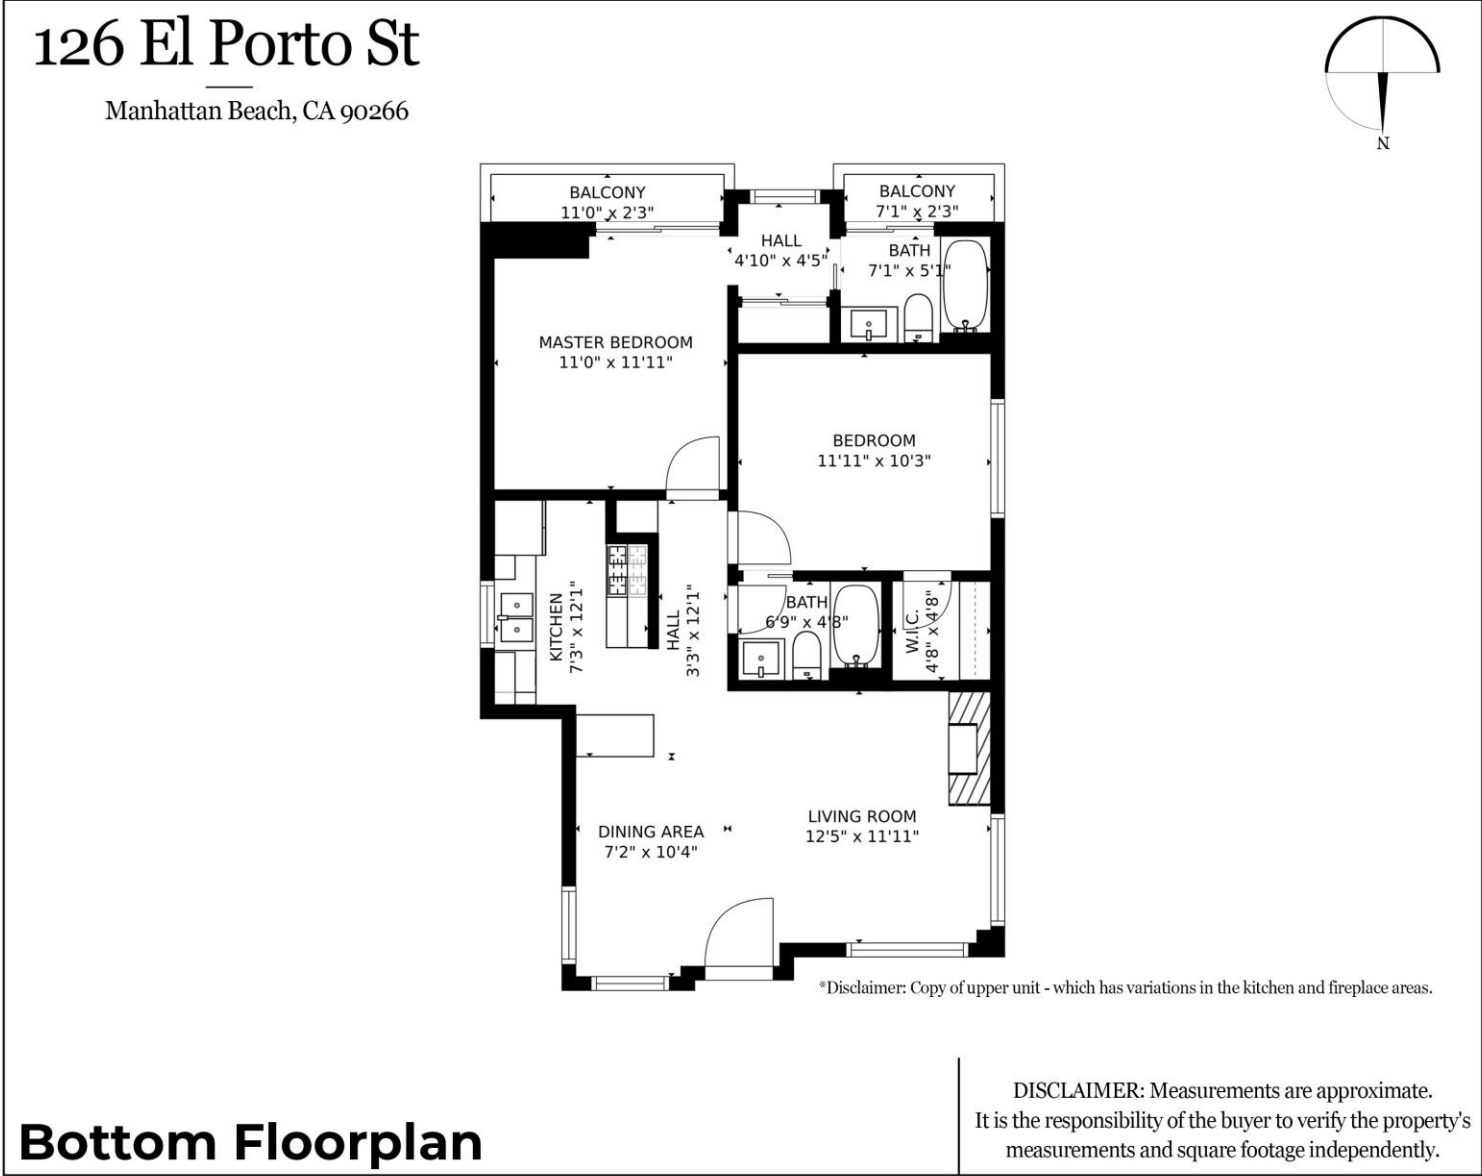 126 El Porto St
Manhattan Beach, CA 90266
N
BALCONY
11'0" x 2'3"
BALCONY
7'1" x 2'3"
HALL
4'10" x 4'5"
BATH
7'1" x 5'1"
MASTER BEDROOM
11'0" x 11'11"
BEDROOM
11'11" x 10'3"
KITCHEN
7'3" x 12'1"
HALL
3'3" x 12'1"
BATH
6'9" x 4'8"
W.I.C.
4'8" x 4'8"
LIVING ROOM
12'5" x 11'11"
DINING AREA
7'2" x 10'4"
*Disclaimer: Copy of upper unit - which has variations in the kitchen and fireplace areas.
Bottom Floorplan
DISCLAIMER: Measurements are approximate.
It is the responsibility of the buyer to verify the property's
measurements and square footage independently.